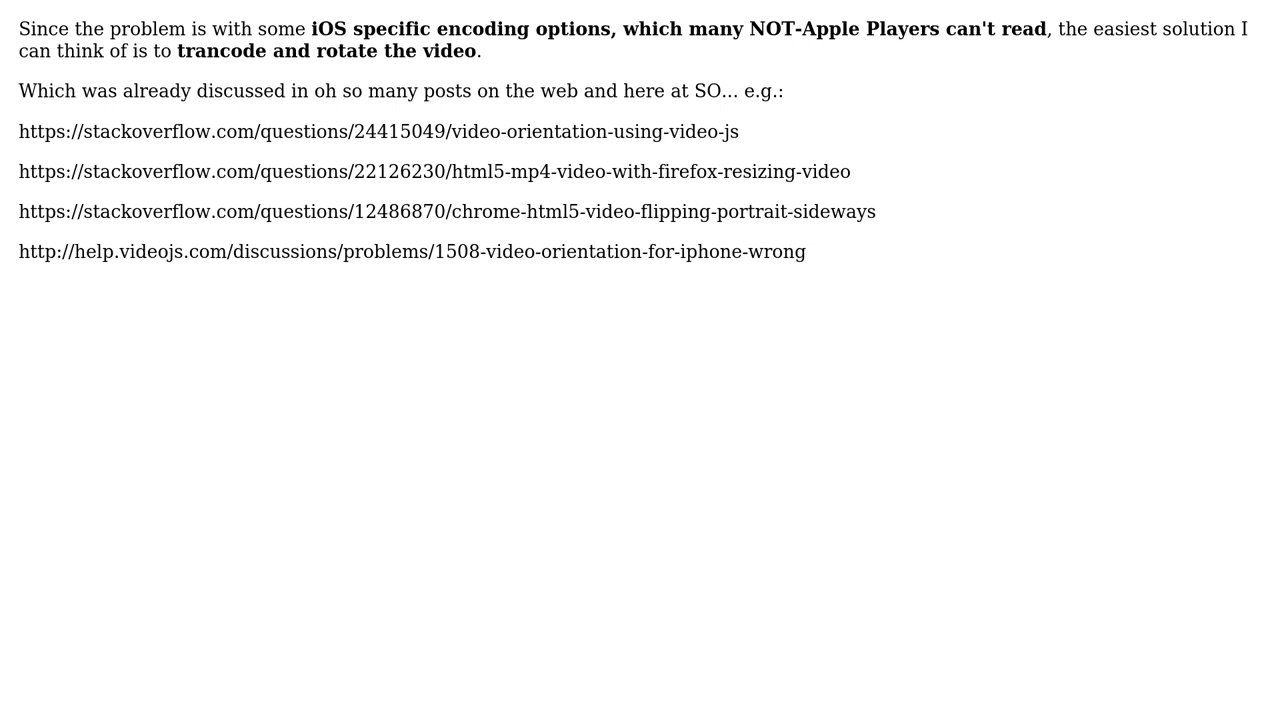 Since the problem is with some iOS specific encoding options, which many NOT-Apple Players can't read, the easiest solution I
can think of is to trancode and rotate the video.
Which was already discussed in oh so many posts on the web and here at SO... e.g.:
https://stackoverflow.com/questions/24415049/video-orientation-using-video-js
https://stackoverflow.com/questions/22126230/html5-mp4-video-with-firefox-resizing-video
https://stackoverflow.com/questions/12486870/chrome-html5-video-flipping-portrait-sideways
http://help.videojs.com/discussions/problems/1508-video-orientation-for-iphone-wrong